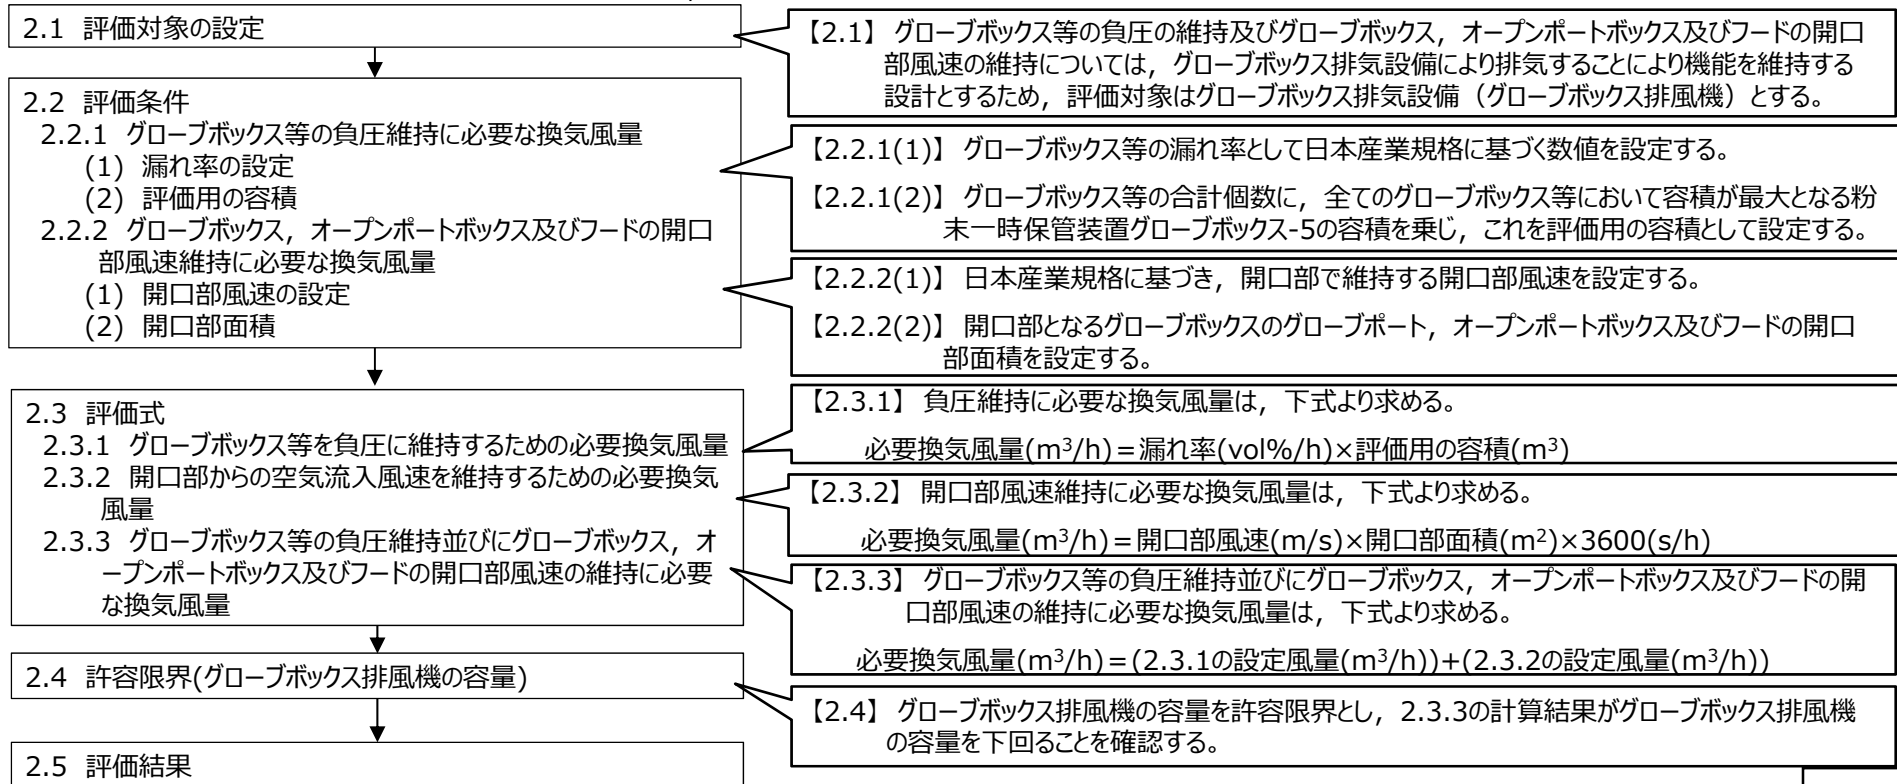 2.1 評価対象の設定
2.2 評価条件
2.2.1 グローブボックス等の負圧維持に必要な換気風量
(1) 漏れ率の設定
(2) 評価用の容積
2.2.2 グローブボックス，オープンポートボックス及びフードの開口
部風速維持に必要な換気風量
(1) 開口部風速の設定
(2) 開口部面積
2.3 評価式
2.3.1 グローブボックス等を負圧に維持するための必要換気風量
2.3.2 開口部からの空気流入風速を維持するための必要換気
風量
2.3.3 グローブボックス等の負圧維持並びにグローブボックス，オ
ープンポートボックス及びフードの開口部風速の維持に必要
な換気風量
2.4 許容限界(グローブボックス排風機の容量)
2.5 評価結果
【2.1】 グローブボックス等の負圧の維持及びグローブボックス，オープンポートボックス及びフードの開口
部風速の維持については，グローブボックス排気設備により排気することにより機能を維持する
設計とするため，評価対象はグローブボックス排気設備（グローブボックス排風機）とする。
【2.2.1(1)】 グローブボックス等の漏れ率として日本産業規格に基づく数値を設定する。
【2.2.1(2)】 グローブボックス等の合計個数に，全てのグローブボックス等において容積が最大となる粉
末一時保管装置グローブボックス-5の容積を乗じ，これを評価用の容積として設定する。
【2.2.2(1)】 日本産業規格に基づき，開口部で維持する開口部風速を設定する。
【2.2.2(2)】 開口部となるグローブボックスのグローブポート，オープンポートボックス及びフードの開口
部面積を設定する。
【2.3.1】 負圧維持に必要な換気風量は，下式より求める。
必要換気風量(m³/h)＝漏れ率(vol%/h)×評価用の容積(m³)
【2.3.2】 開口部風速維持に必要な換気風量は，下式より求める。
必要換気風量(m³/h)＝開口部風速(m/s)×開口部面積(m²)×3600(s/h)
【2.3.3】 グローブボックス等の負圧維持並びにグローブボックス，オープンポートボックス及びフードの開
口部風速の維持に必要な換気風量は，下式より求める。
必要換気風量(m³/h)＝(2.3.1の設定風量(m³/h))+(2.3.2の設定風量(m³/h))
【2.4】 グローブボックス排風機の容量を許容限界とし，2.3.3の計算結果がグローブボックス排風機
の容量を下回ることを確認する。